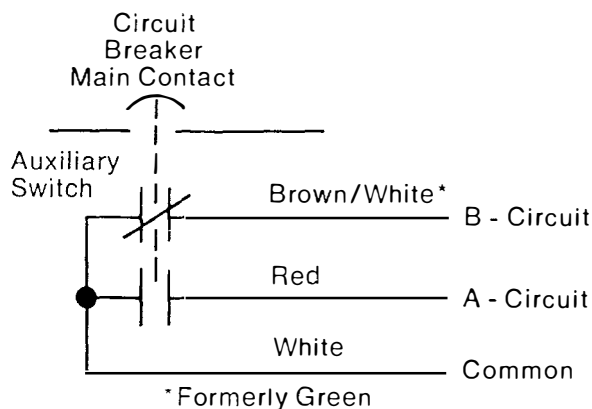 Circuit
Breaker
Main Contact
Auxiliary
Switch
Brown/White*
B - Circuit
Red
A - Circuit
White
Common
*Formerly Green